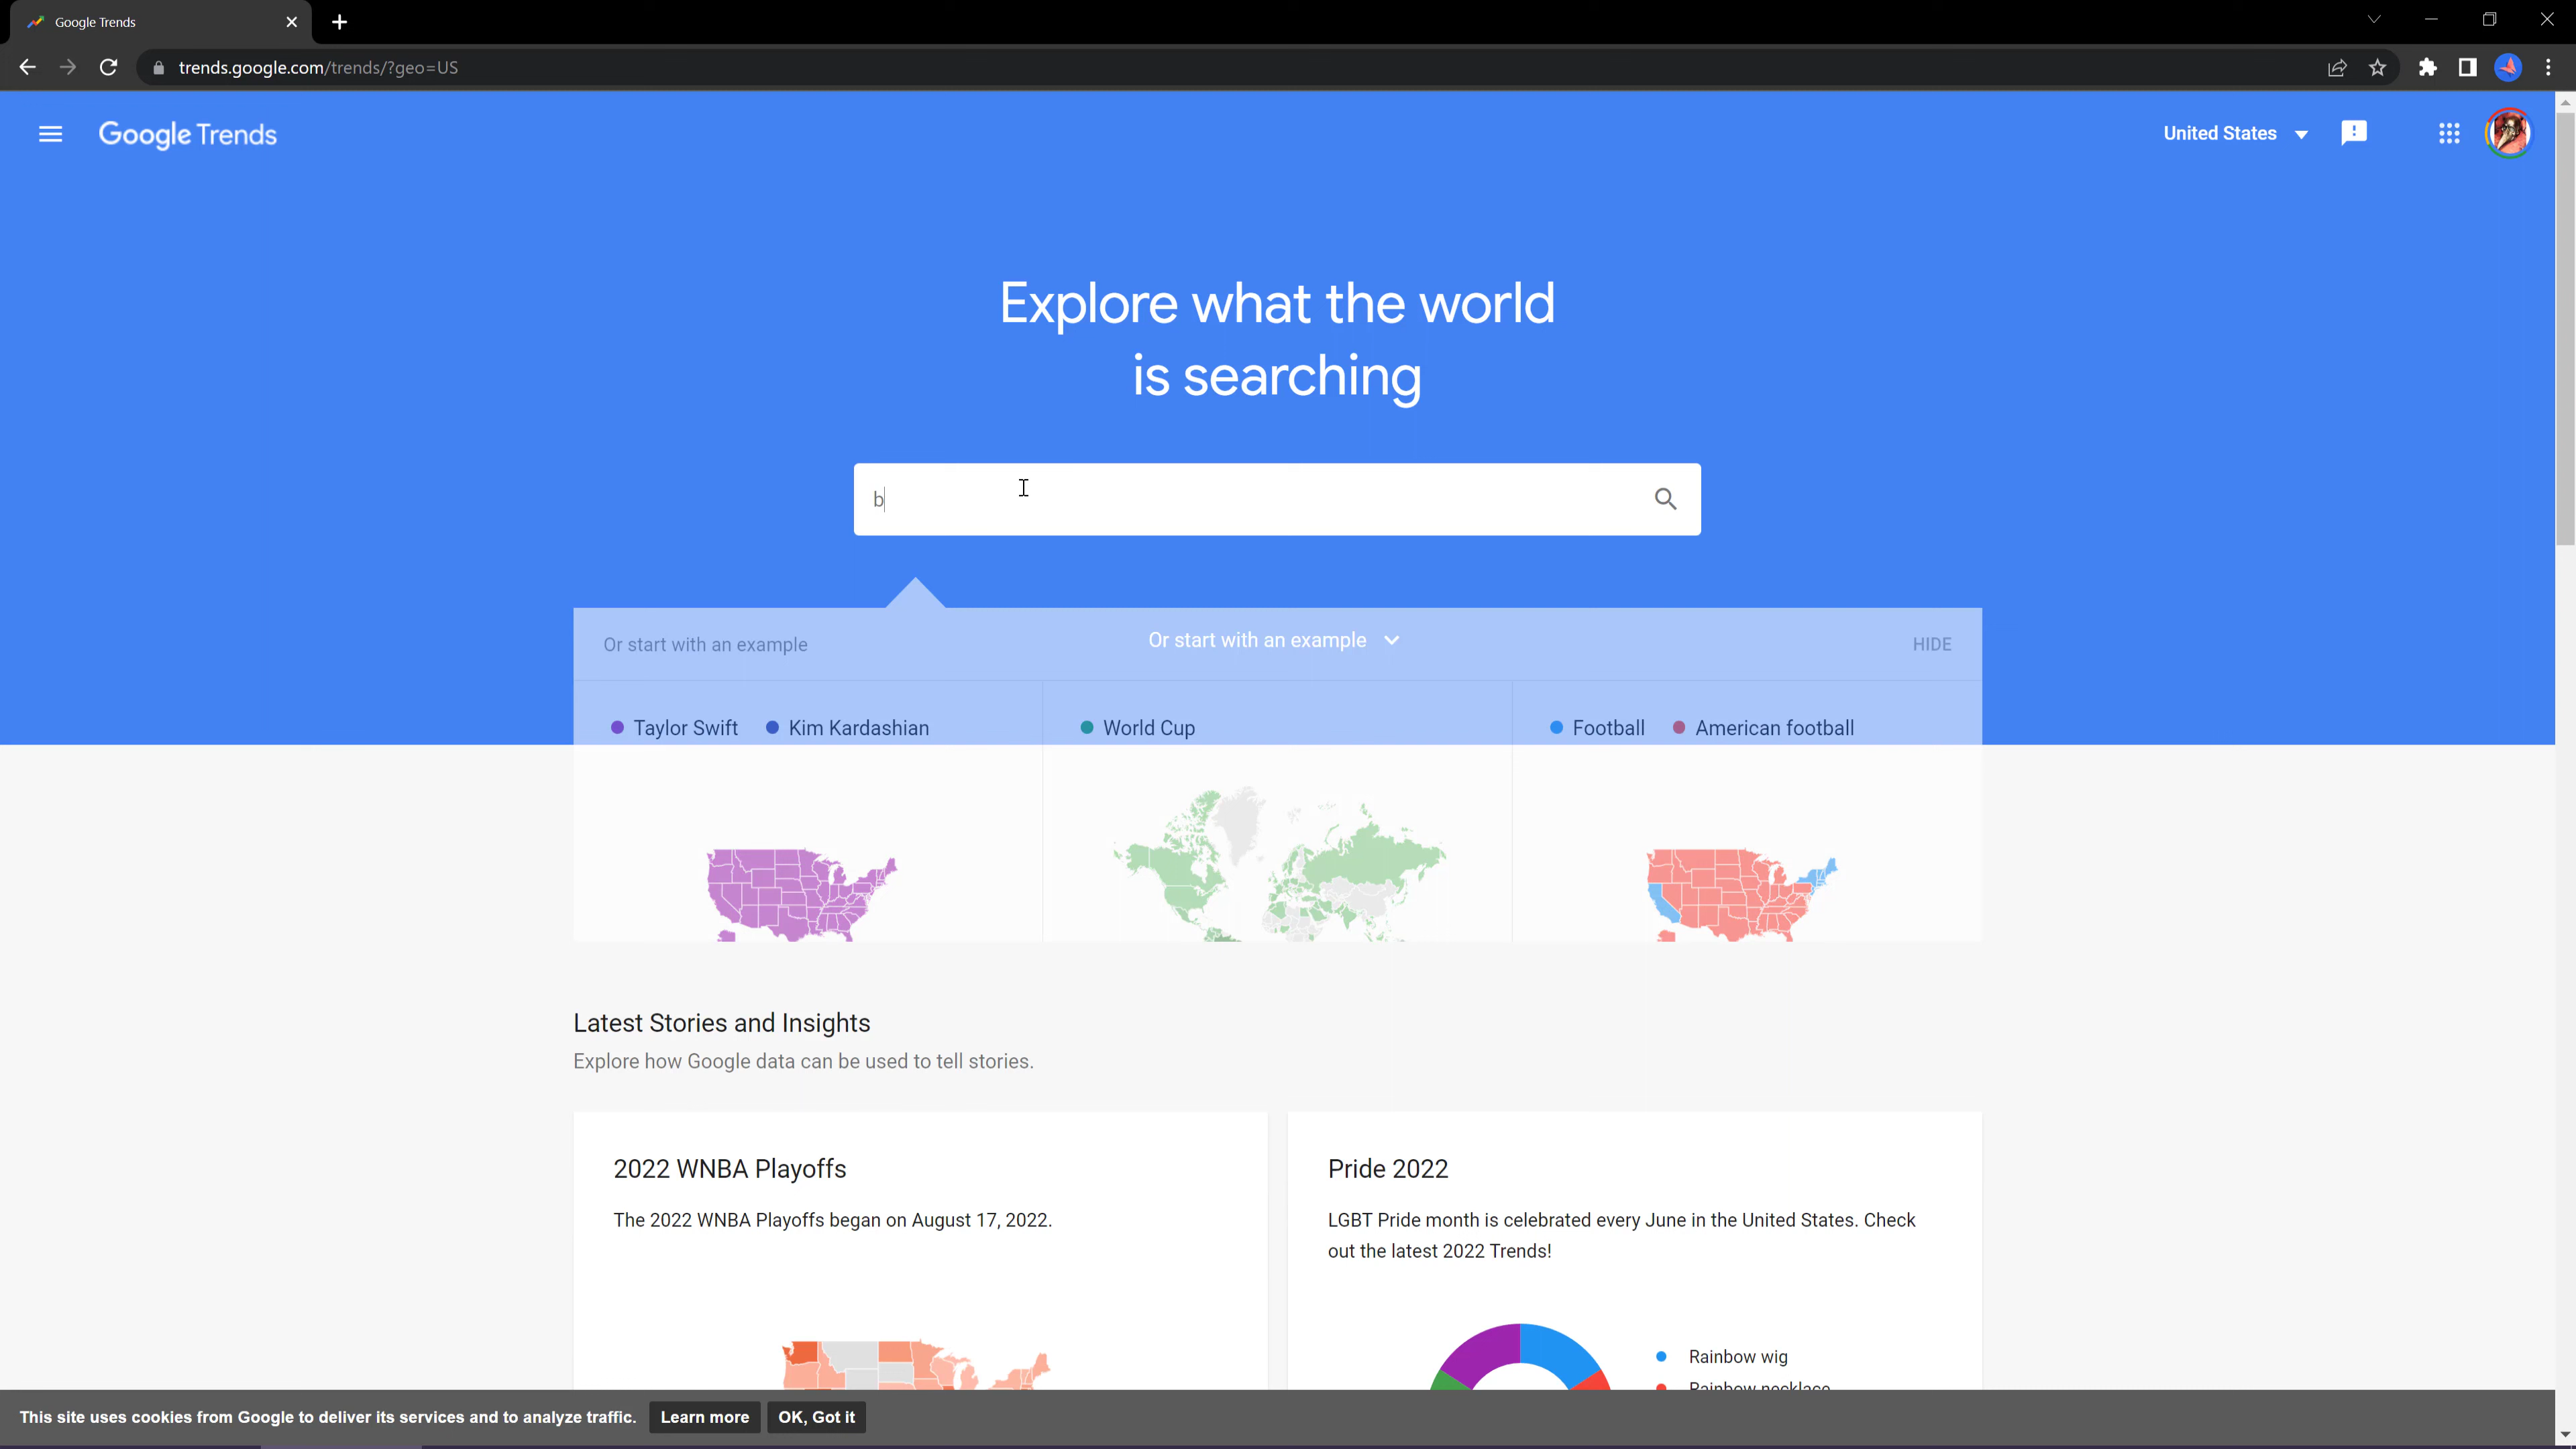 Google Trends
trends.google.com/trends/?geo=US
Google Trends
United States
Explore what the world
is searching
b
Or start with an example
Or start with an example
HIDE
Taylor Swift Kim Kardashian
World Cup
Football American football
Latest Stories and Insights
Explore how Google data can be used to tell stories.
2022 WNBA Playoffs
The 2022 WNBA Playoffs began on August 17, 2022.
Pride 2022
LGBT Pride month is celebrated every June in the United States. Check
out the latest 2022 Trends!
Rainbow wig
Rainbow necklace
This site uses cookies from Google to deliver its services and to analyze traffic. Learn more OK, Got it